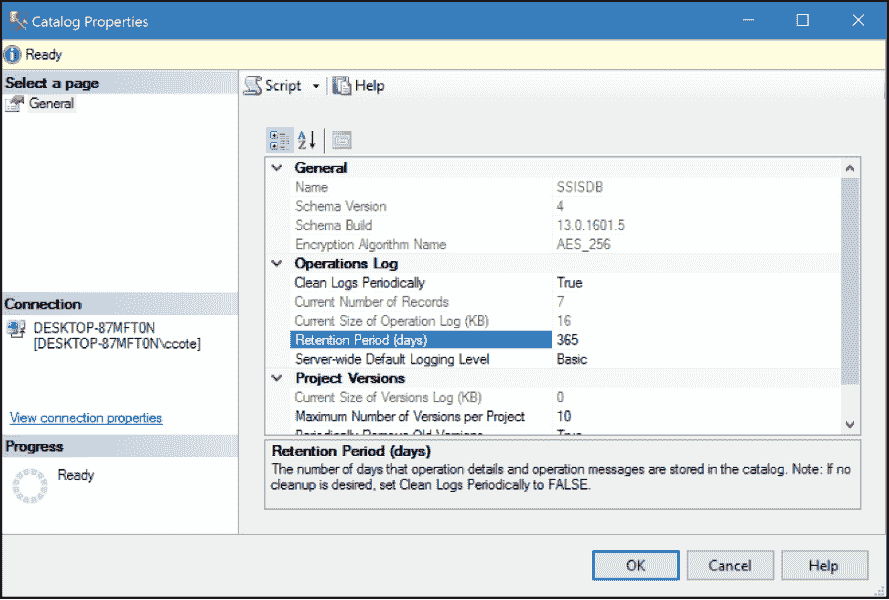 Catalog Properties
Ready
Select a page
General
Script
Help
General
Name SSISDB
Schema Version 4
Schema Build 13.0.1601.5
Encryption Algorithm Name AES_256
Operations Log
Clean Logs Periodically True
Current Number of Records 7
Current Size of Operation Log (KB) 16
Retention Period (days) 365
Server-wide Default Logging Level Basic
Project Versions
Current Size of Versions Log (KB) 0
Maximum Number of Versions per Project 10
Periodically Remove Old Versions True
Connection
DESKTOP-87MFT0N
[DESKTOP-87MFT0N\ccote]
View connection properties
Progress
Ready
Retention Period (days)
The number of days that operation details and operation messages are stored in the catalog. Note: If no
cleanup is desired, set Clean Logs Periodically to FALSE.
OK
Cancel
Help